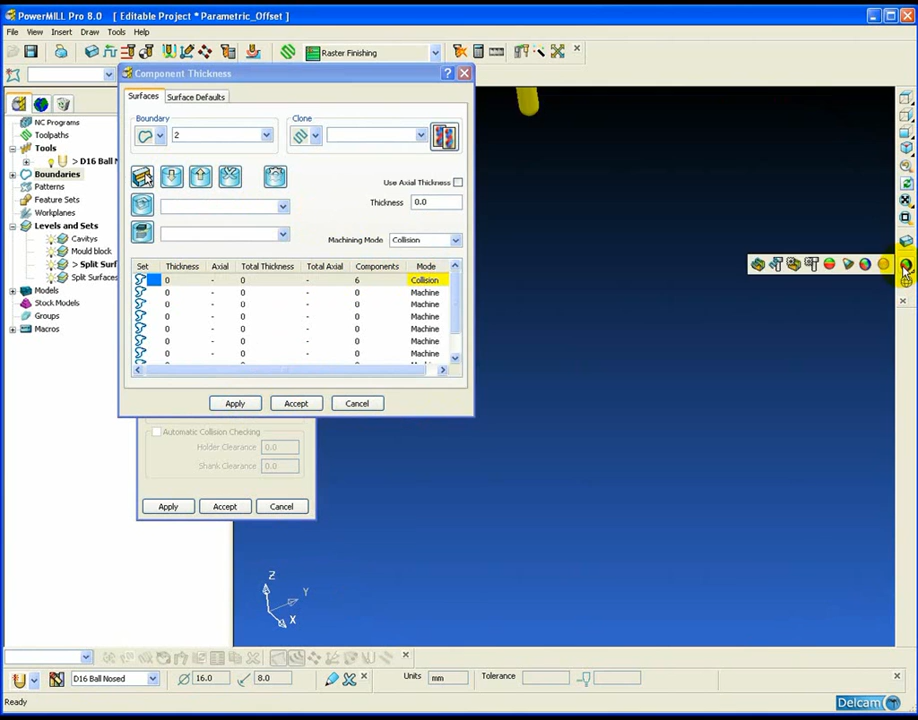 PowerMILL Pro 8.0   [ Editable Project * Parametric_Offset ]
File View Insert Draw Tools Help
Raster Finishing
Component Thickness
Surfaces Surface Defaults
Boundary Clone
2
Use Axial Thickness
Thickness 0.0
Machining Mode Collision
Set Thickness Axial Total Thickness Total Axial Components Mode
0 - 0 - 6 Collision
0 - 0 - 0 Machine
0 - 0 - 0 Machine
0 - 0 - 0 Machine
0 - 0 - 0 Machine
0 - 0 - 0 Machine
0 - 0 - 0 Machine
Apply Accept Cancel
Automatic Collision Checking
Holder Clearance 0.0
Shank Clearance 0.0
Apply Accept Cancel
NC Programs
Toolpaths
Tools
> D16 Ball N
Boundaries
Patterns
Feature Sets
Workplanes
Levels and Sets
Cavitys
Mould block
> Split Surf
Split Surfaces
Models
Stock Models
Groups
Macros
Z
Y
X
D16 Ball Nosed 16.0 8.0 Units mm Tolerance
Ready
Delcam